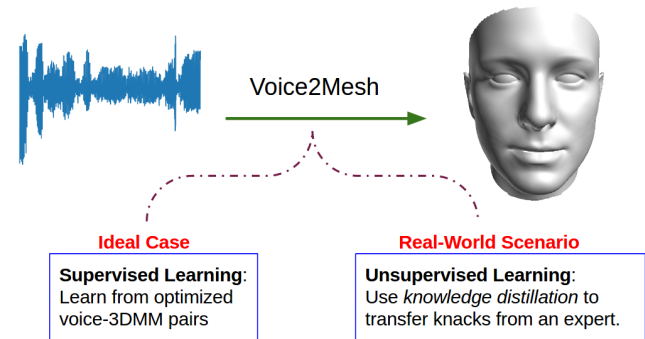 Voice2Mesh
Ideal Case
Supervised Learning:
Learn from optimized
voice-3DMM pairs
Real-World Scenario
Unsupervised Learning:
Use knowledge distillation to
transfer knacks from an expert.